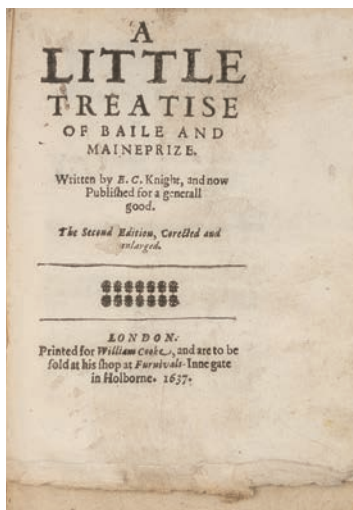 A
LITTLE
TREATISE
OF BAILE AND
MAINEPRIZE.
Written by E. C. Knight, and now
Publiſhed for a generall
good.
The Second Edition, Corected and
enlarged.
LONDON:
Printed for William Cooke, and are to be
ſold at his ſhop at Furnivals-Inne gate
in Holborne. 1637.